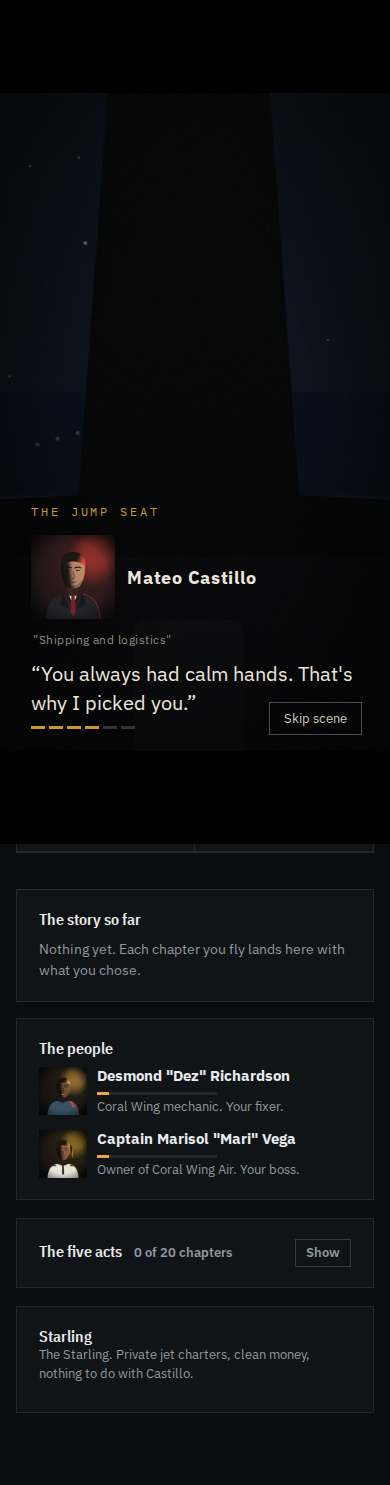 THE JUMP SEAT
Mateo Castillo
"Shipping and logistics"
“You always had calm hands. That's
why I picked you.”
Skip scene
The story so far
Nothing yet. Each chapter you fly lands here with
what you chose.
The people
Desmond "Dez" Richardson
Coral Wing mechanic. Your fixer.
Captain Marisol "Mari" Vega
Owner of Coral Wing Air. Your boss.
The five acts 0 of 20 chapters
Show
Starling
The Starling. Private jet charters, clean money,
nothing to do with Castillo.